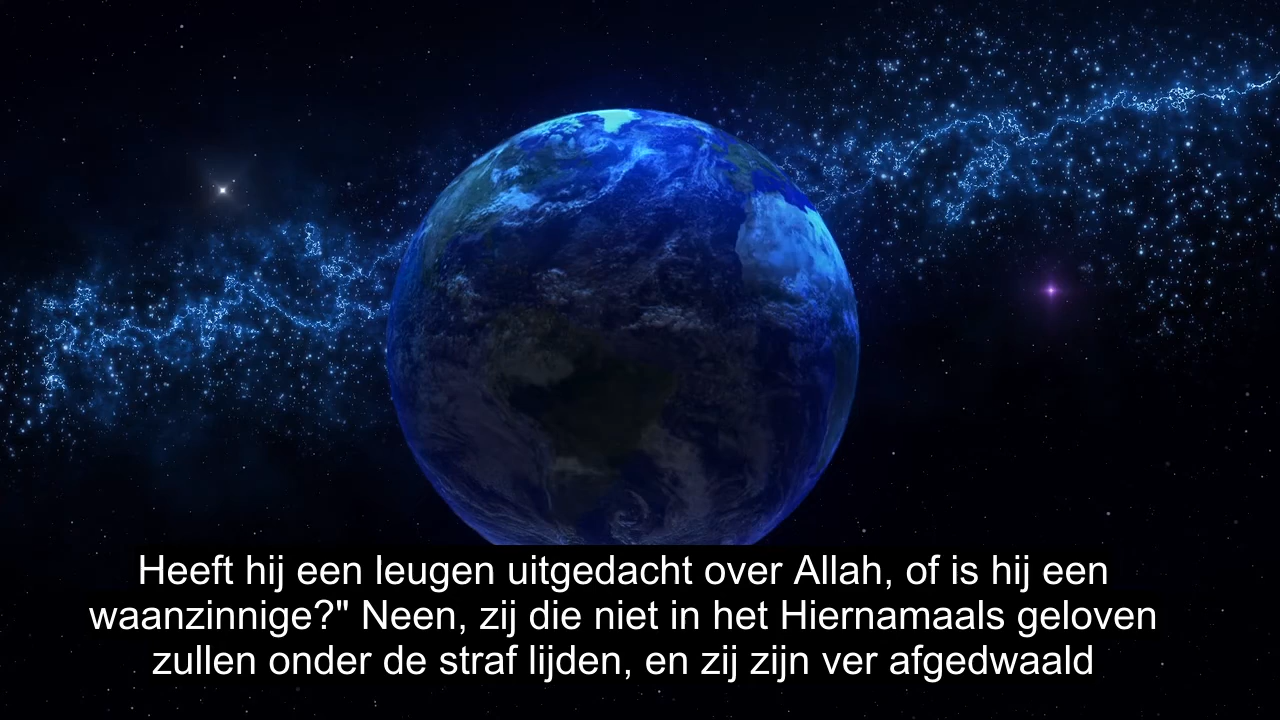 Heeft hij een leugen uitgedacht over Allah, of is hij een
waanzinnige?" Neen, zij die niet in het Hiernamaals geloven
zullen onder de straf lijden, en zij zijn ver afgedwaald